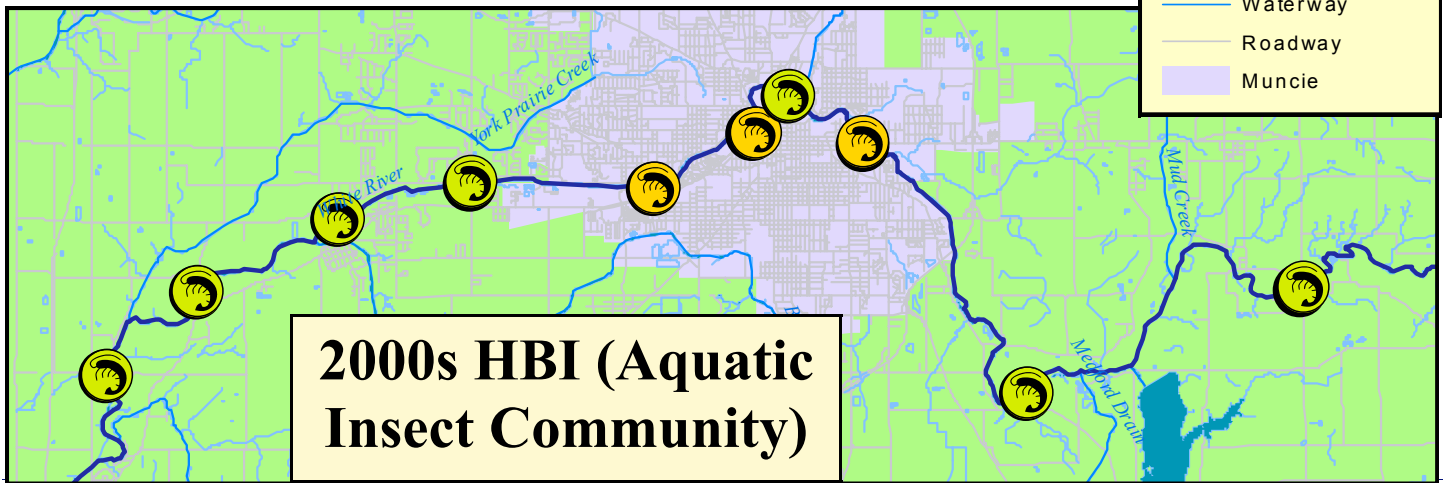 Waterway
Roadway
Muncie
York Prairie Creek
White River
Mud Creek
Medford Drain
B
2000s HBI (Aquatic
Insect Community)